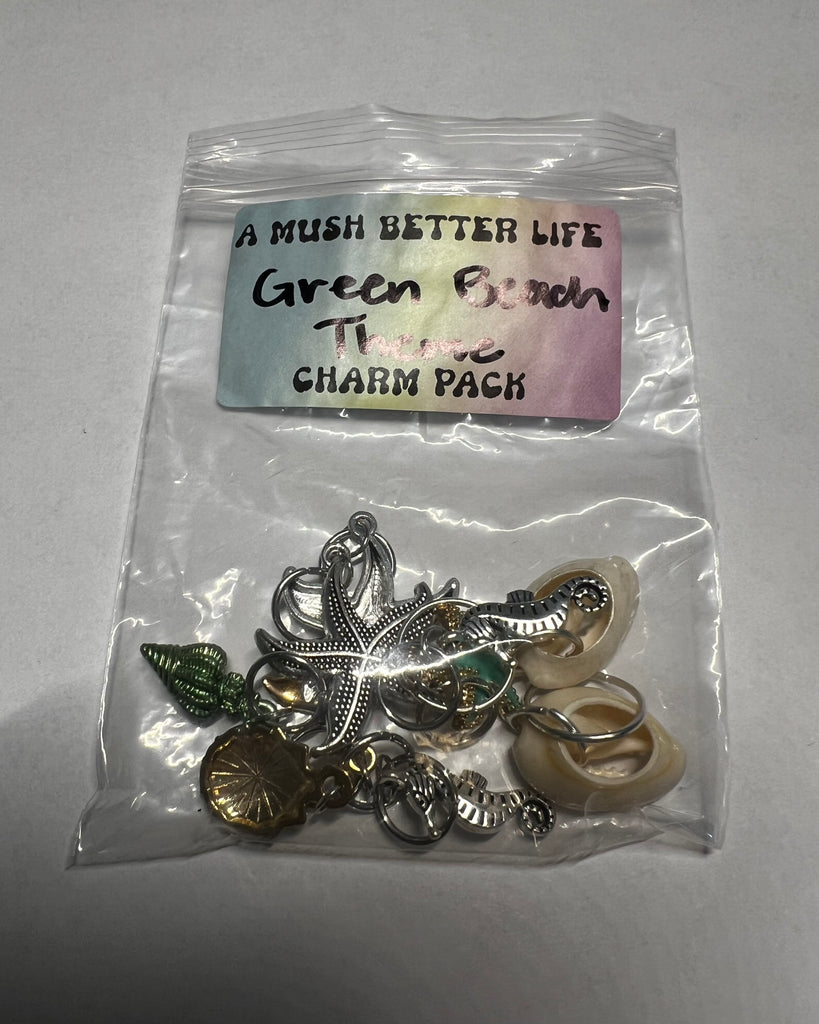 A MUSH BETTER LIFE
Green Beach
Theme
CHARM PACK